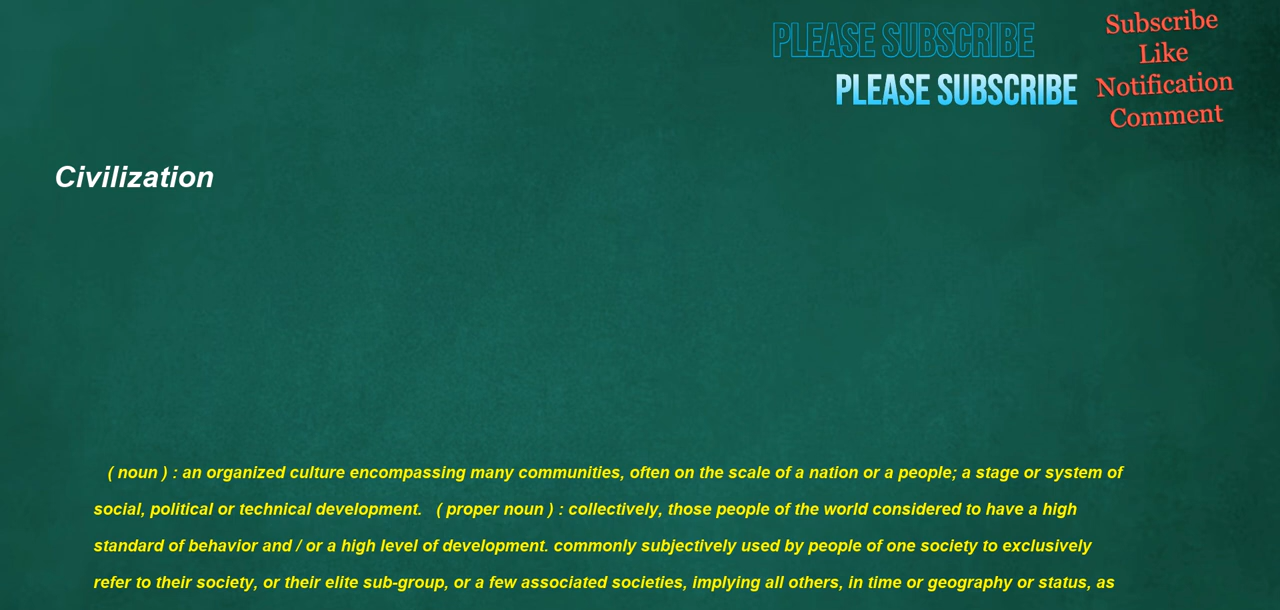 PLEASE SUBSCRIBE
PLEASE SUBSCRIBE
Subscribe
Like
Notification
Comment
Civilization
( noun ) : an organized culture encompassing many communities, often on the scale of a nation or a people; a stage or system of
social, political or technical development.   ( proper noun ) : collectively, those people of the world considered to have a high
standard of behavior and / or a high level of development. commonly subjectively used by people of one society to exclusively
refer to their society, or their elite sub-group, or a few associated societies, implying all others, in time or geography or status, as